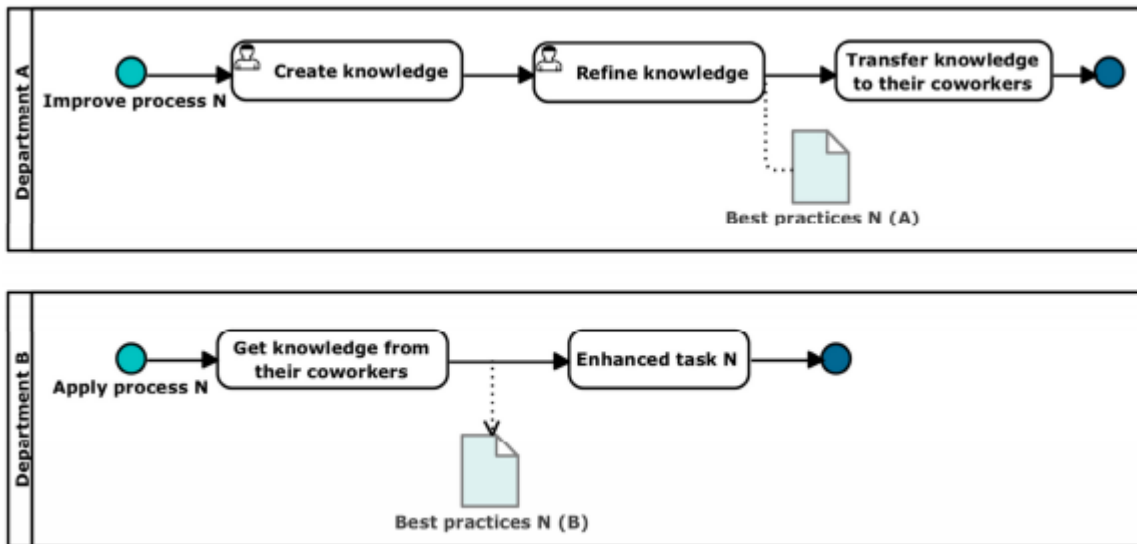 Department A
Improve process N
Create knowledge
Refine knowledge
Transfer knowledge
to their coworkers
Best practices N (A)
Department B
Apply process N
Get knowledge from
their coworkers
Enhanced task N
Best practices N (B)